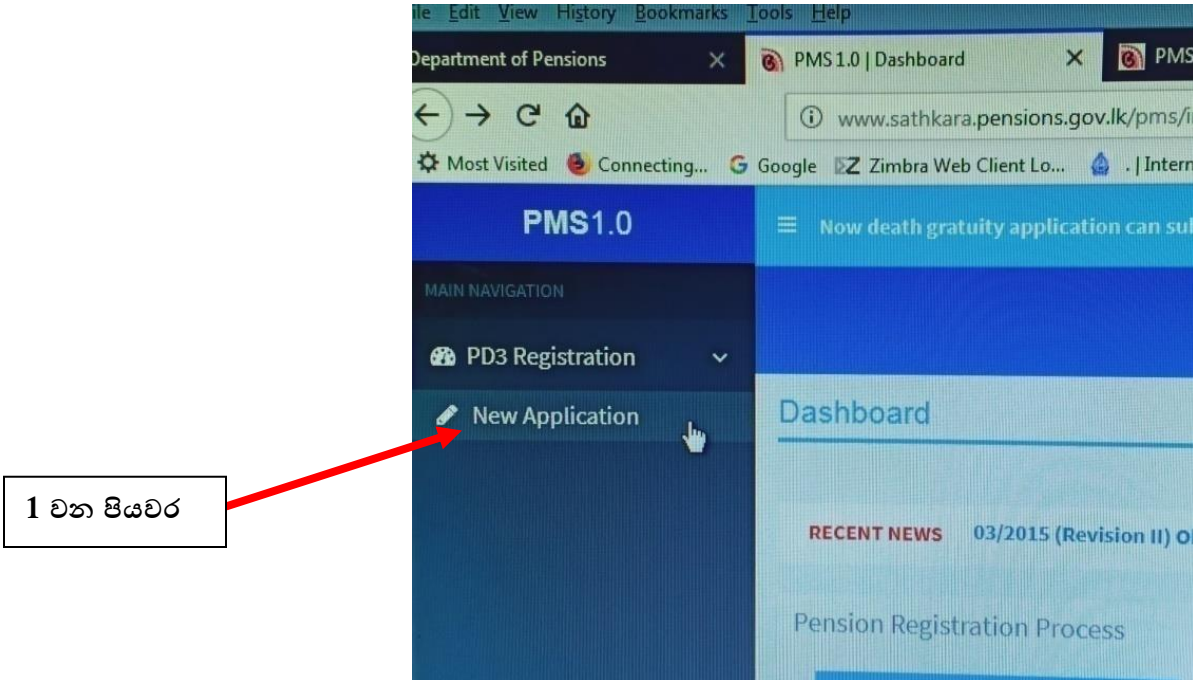 File Edit View History Bookmarks Tools Help
Department of Pensions PMS 1.0 | Dashboard PMS
www.sathkara.pensions.gov.lk/pms/i
Most Visited Connecting... Google Zimbra Web Client Lo... . | Intern
PMS1.0
Now death gratuity application can su
MAIN NAVIGATION
PD3 Registration
New Application
Dashboard
1 වන පියවර
RECENT NEWS 03/2015 (Revision II)
Pension Registration Process